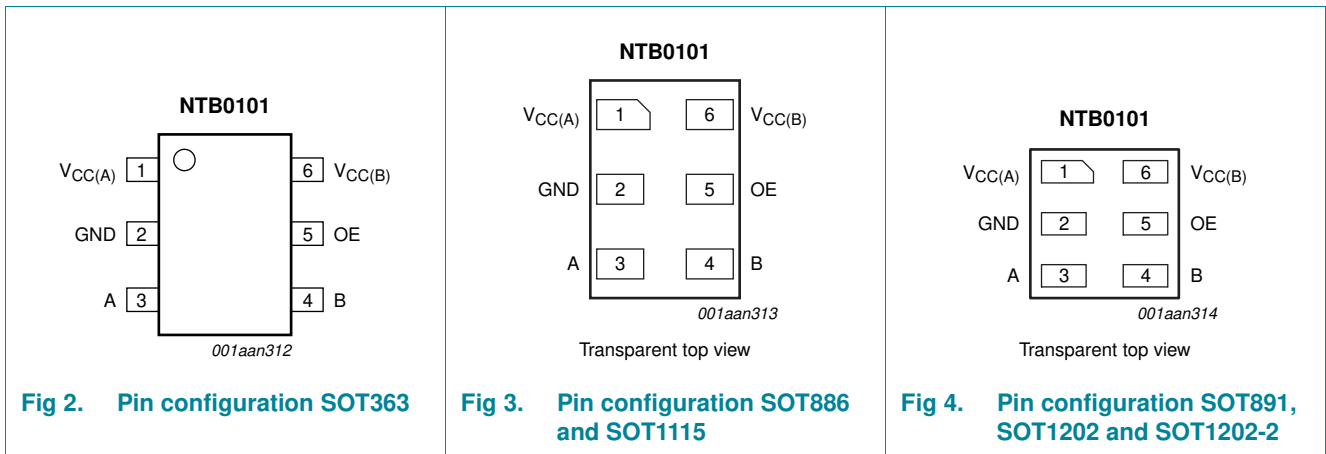 NTB0101
VCC(A) 1 6 VCC(B)
GND 2 5 OE
A 3 4 B
001aan312
Fig 2. Pin configuration SOT363
NTB0101
VCC(A) 1 6 VCC(B)
GND 2 5 OE
A 3 4 B
001aan313
Transparent top view
Fig 3. Pin configuration SOT886
and SOT1115
NTB0101
VCC(A) 1 6 VCC(B)
GND 2 5 OE
A 3 4 B
001aan314
Transparent top view
Fig 4. Pin configuration SOT891,
SOT1202 and SOT1202-2